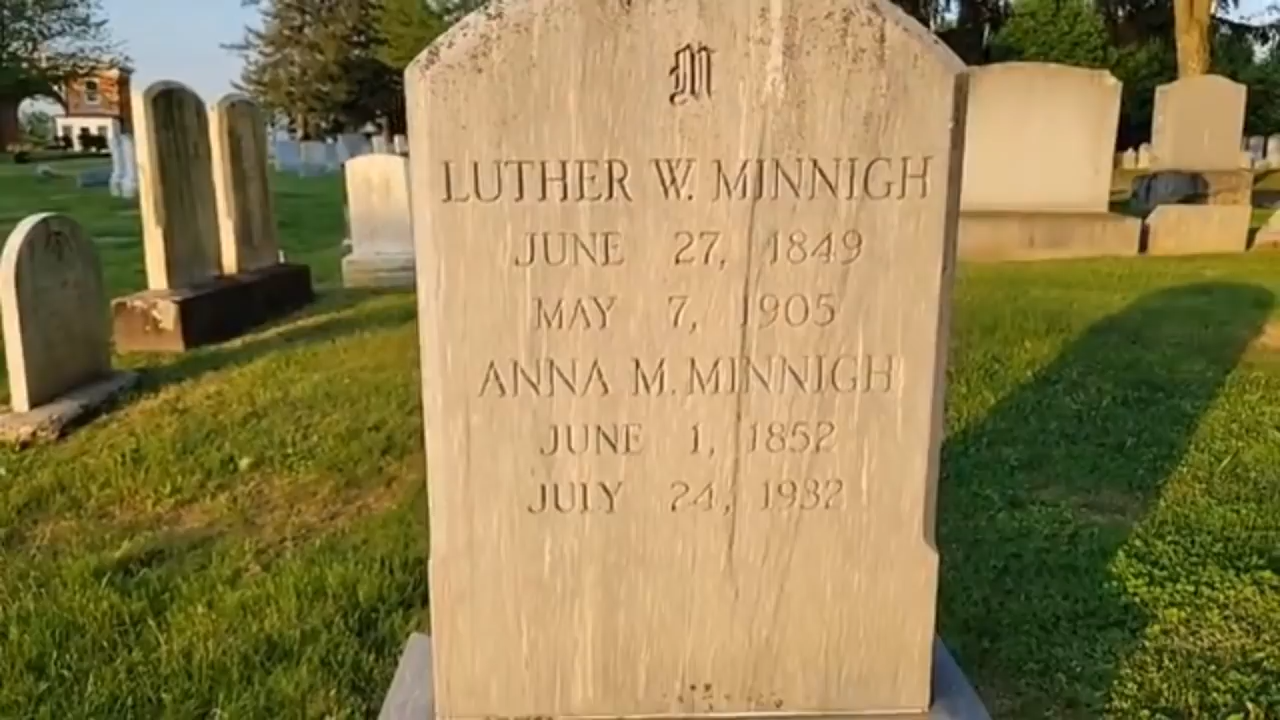 M
LUTHER W. MINNIGH
JUNE 27, 1849
MAY 7, 1905
ANNA M. MINNIGH
JUNE 1, 1852
JULY 24, 1932